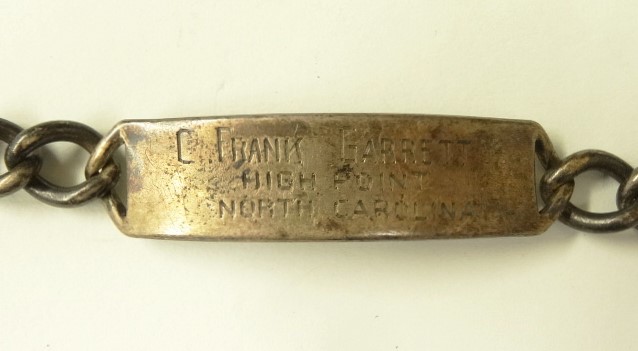 C. FRANK GARRETT
HIGH POINT
NORTH CAROLINA